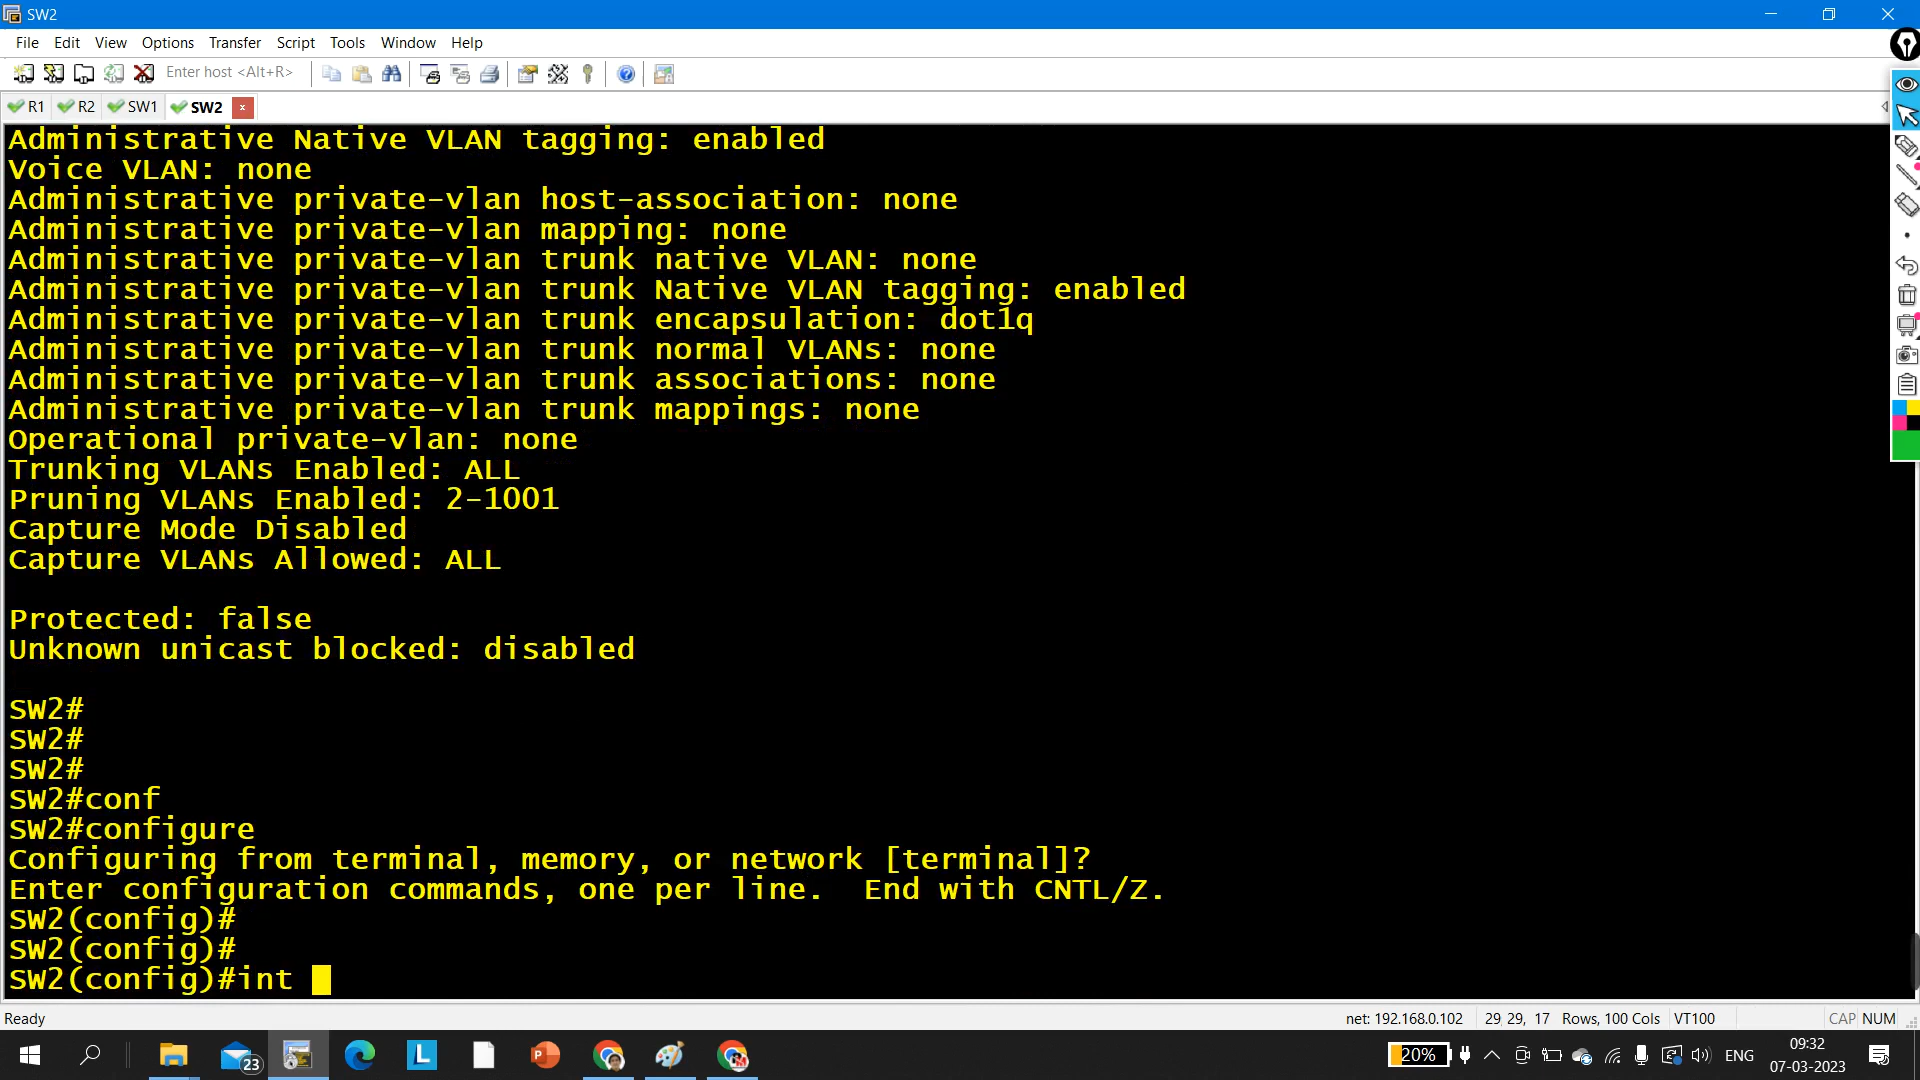 SW2
File Edit View Options Transfer Script Tools Window Help
Enter host <Alt+R>
R1 R2 SW1 SW2 x
Administrative Native VLAN tagging: enabled
Voice VLAN: none
Administrative private-vlan host-association: none
Administrative private-vlan mapping: none
Administrative private-vlan trunk native VLAN: none
Administrative private-vlan trunk Native VLAN tagging: enabled
Administrative private-vlan trunk encapsulation: dot1q
Administrative private-vlan trunk normal VLANs: none
Administrative private-vlan trunk associations: none
Administrative private-vlan trunk mappings: none
Operational private-vlan: none
Trunking VLANs Enabled: ALL
Pruning VLANs Enabled: 2-1001
Capture Mode Disabled
Capture VLANs Allowed: ALL
Protected: false
Unknown unicast blocked: disabled
SW2#
SW2#
SW2#
SW2#conf
SW2#configure
Configuring from terminal, memory, or network [terminal]?
Enter configuration commands, one per line.  End with CNTL/Z.
SW2(config)#
SW2(config)#
SW2(config)#int
Ready net: 192.168.0.102 29 29, 17 Rows, 100 Cols VT100 CAP NUM
23 L P 20% ENG 09:32
07-03-2023